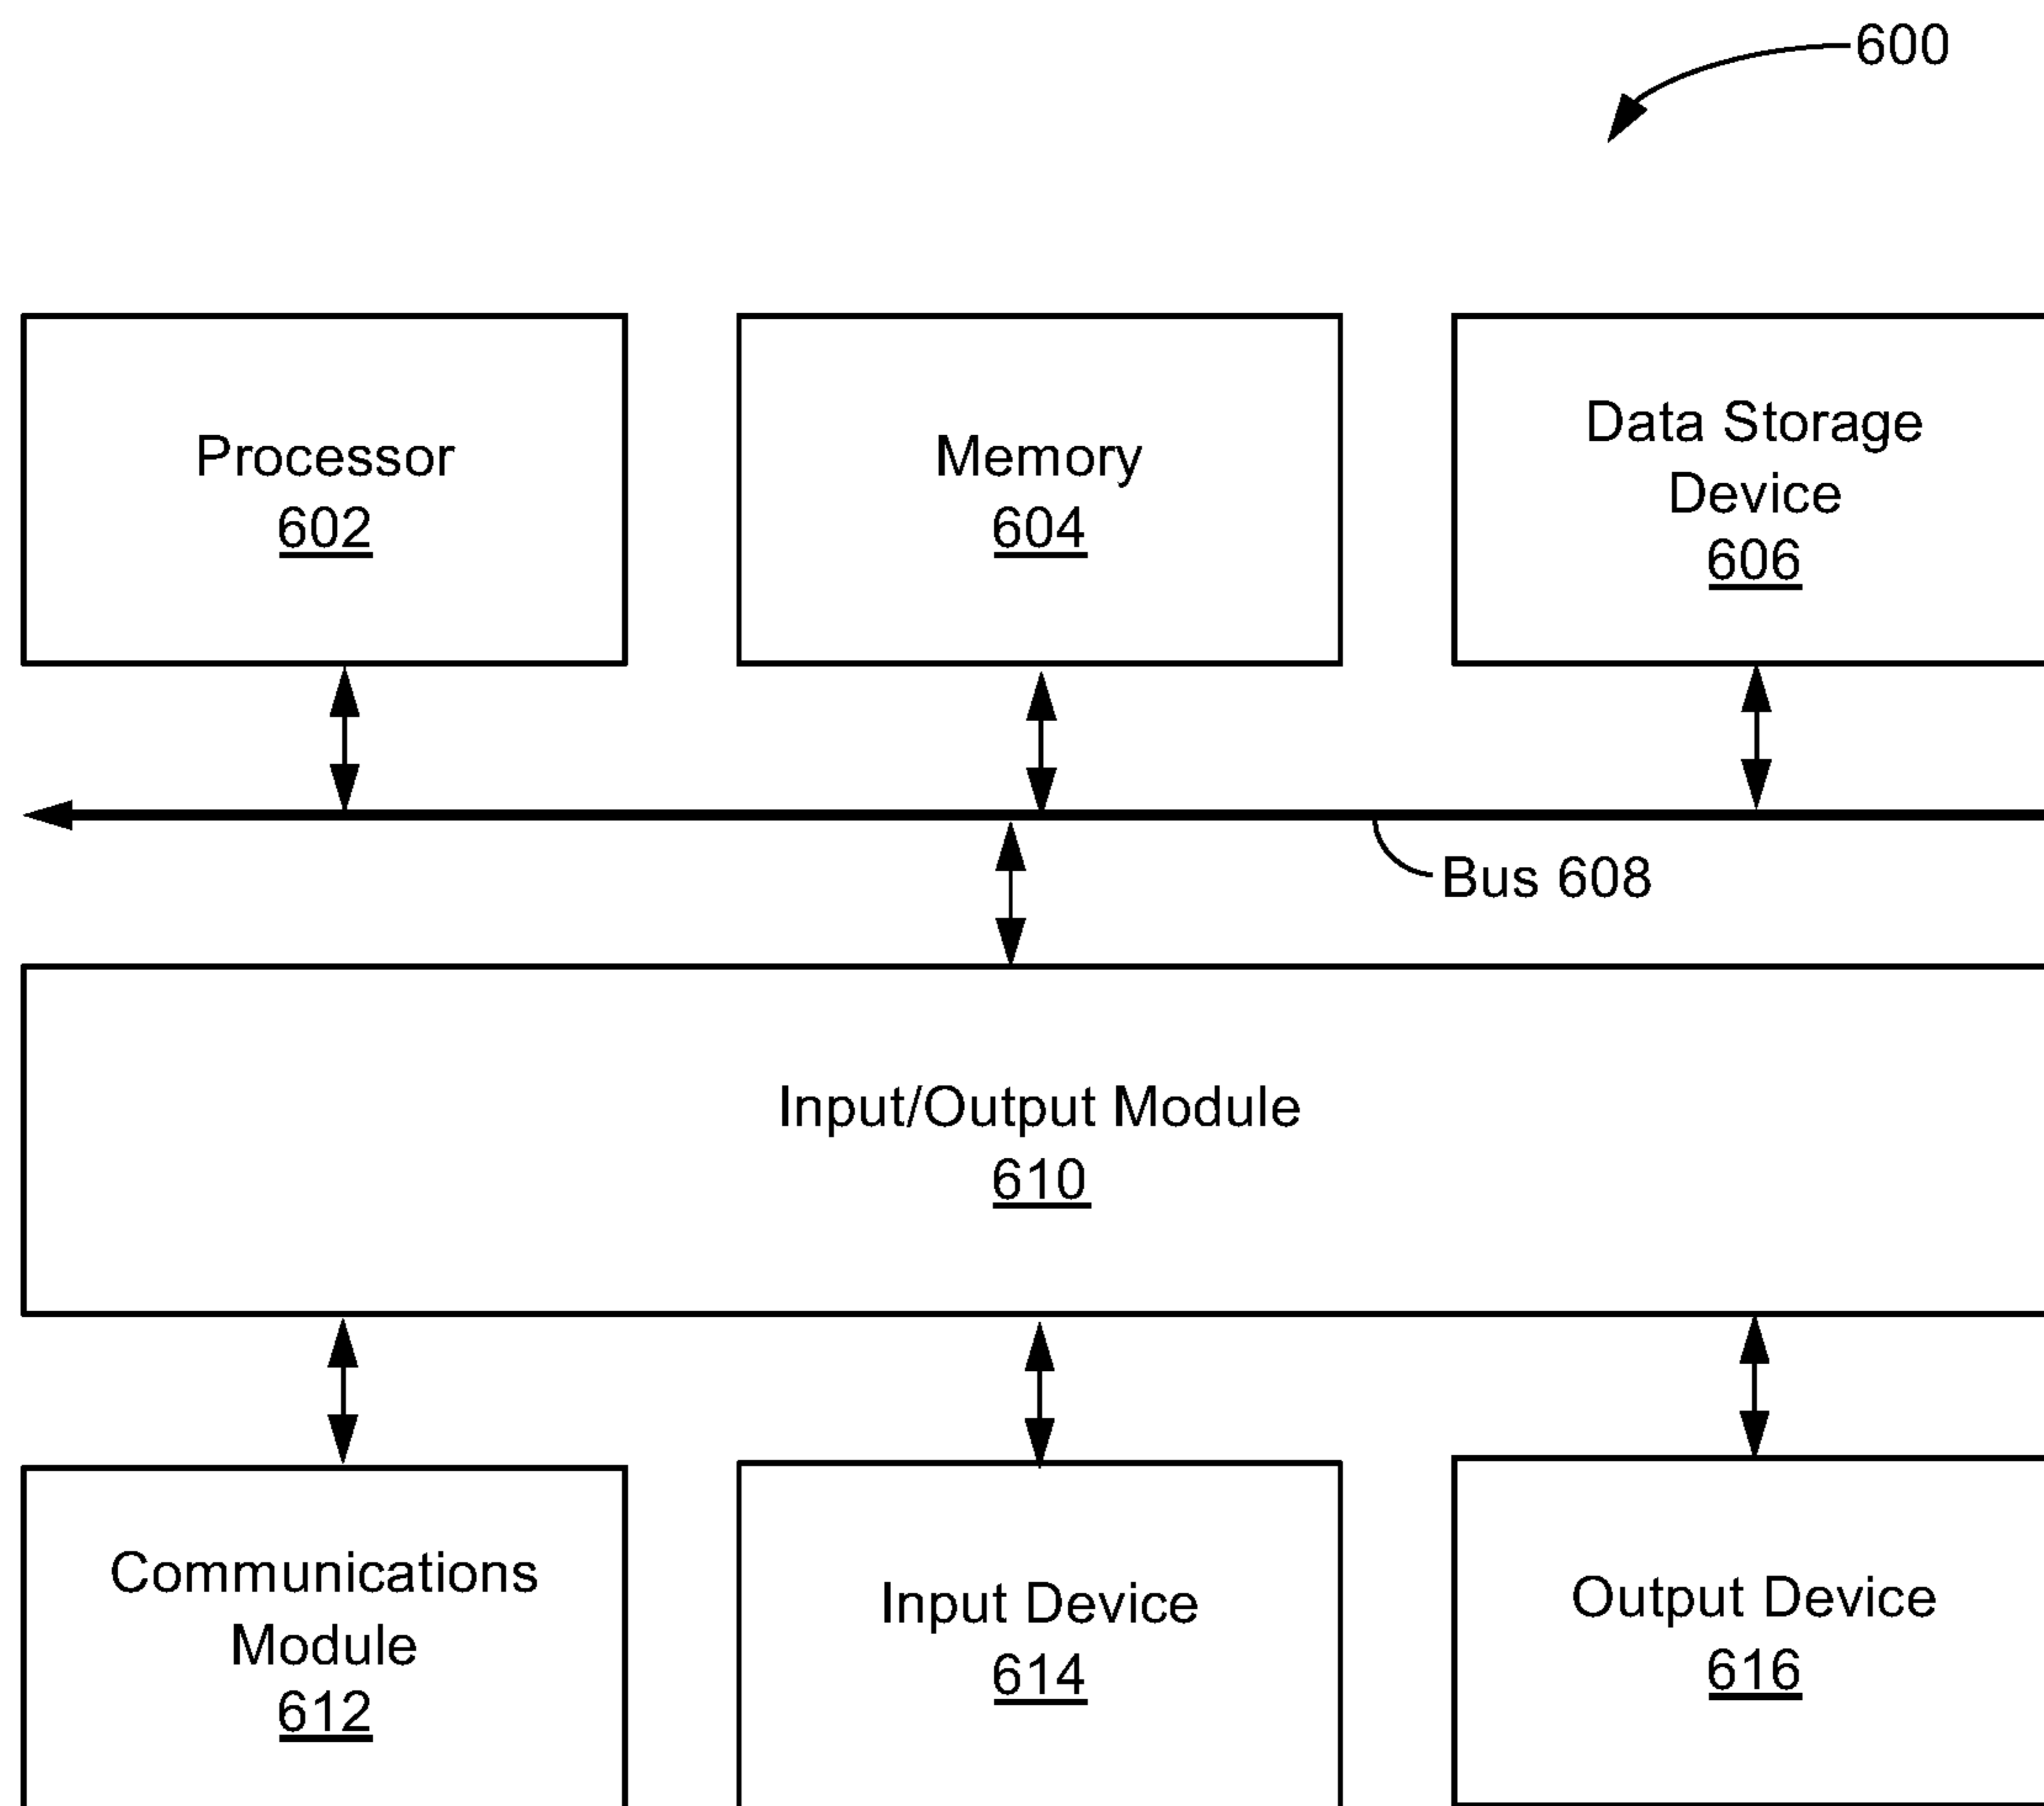 600
Processor
602
Memory
604
Data Storage
Device
606
Bus 608
Input/Output Module
610
Communications
Module
612
Input Device
614
Output Device
616